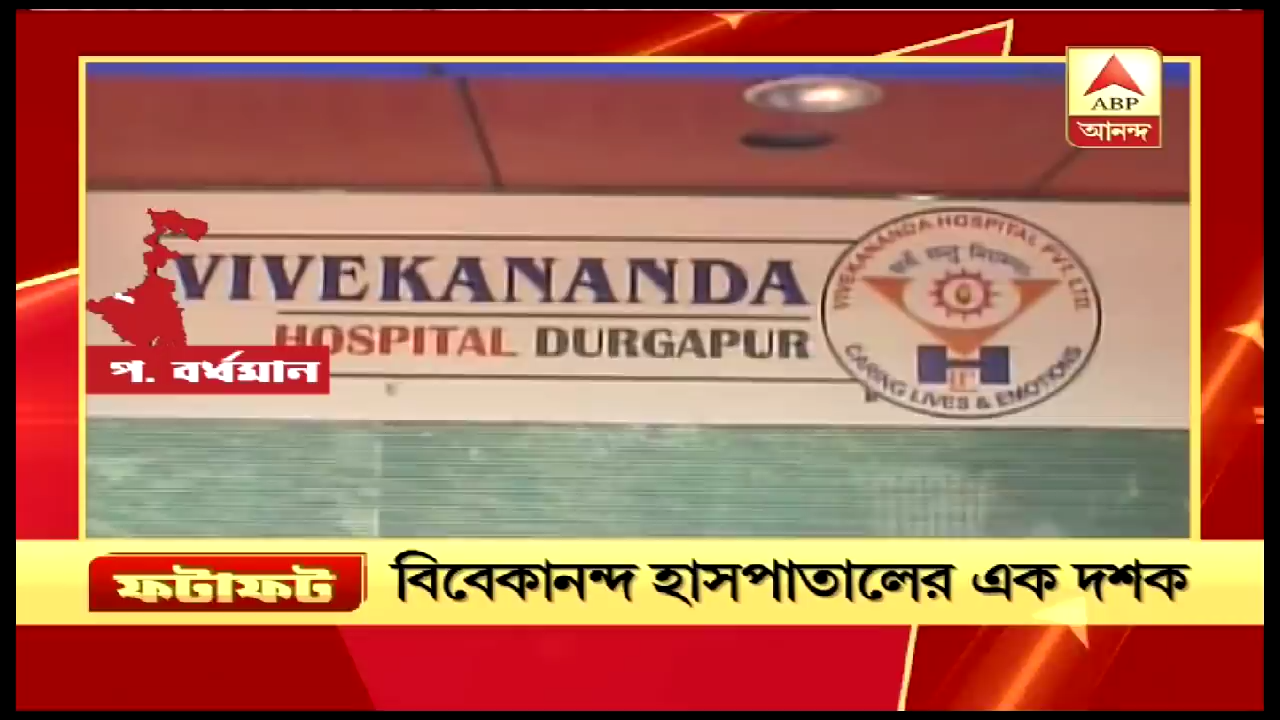 ABP
আনন্দ
VIVEKANANDA
HOSPITAL DURGAPUR
VIVEKANANDA HOSPITAL PVT. LTD.
CARING LIVES & EMOTIONS
প. বর্ধমান
ফটাফট
বিবেকানন্দ হাসপাতালের এক দশক